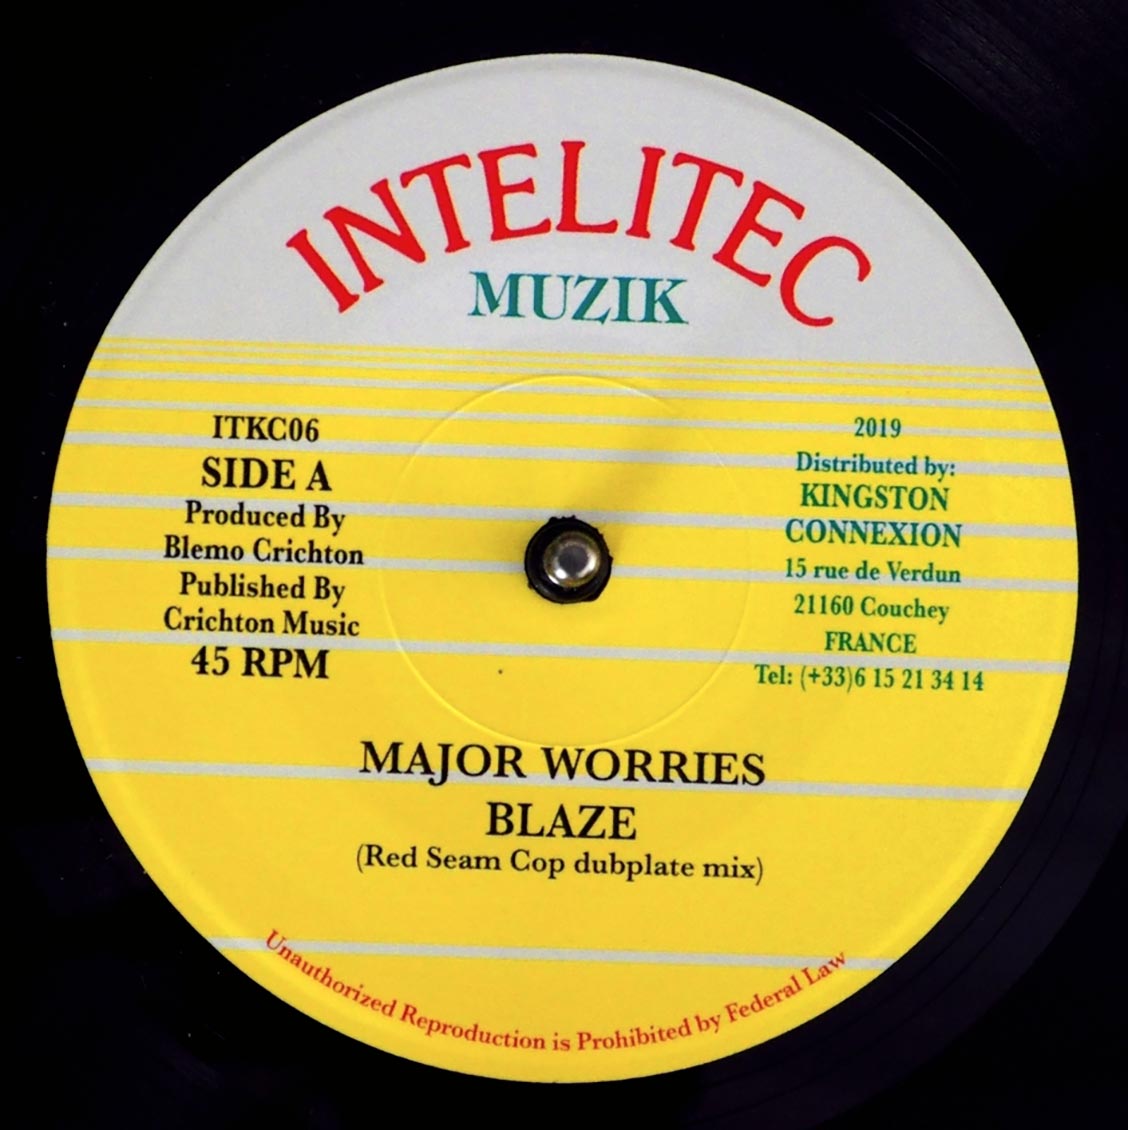 INTELITEC
MUZIK
ITKC06
SIDE A
Produced By
Blemo Crichton
Published By
Crichton Music
45 RPM
2019
Distributed by:
KINGSTON
CONNEXION
15 rue de Verdun
21160 Couchey
FRANCE
Tel: (+33)6 15 21 34 14
MAJOR WORRIES
BLAZE
(Red Seam Cop dubplate mix)
Unauthorized Reproduction is Prohibited by Federal Law